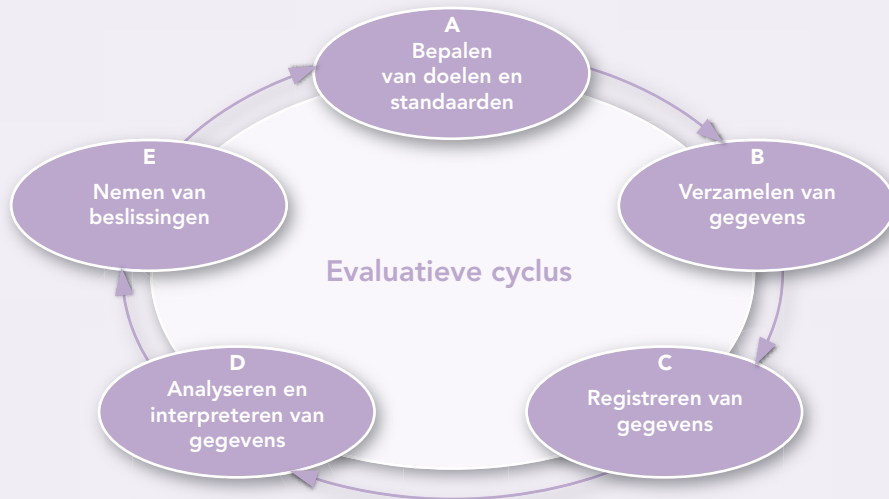 A
Bepalen
van doelen en
standaarden
B
Verzamelen van
gegevens
C
Registreren van
gegevens
D
Analyseren en
interpreteren van
gegevens
E
Nemen van
beslissingen
Evaluatieve cyclus